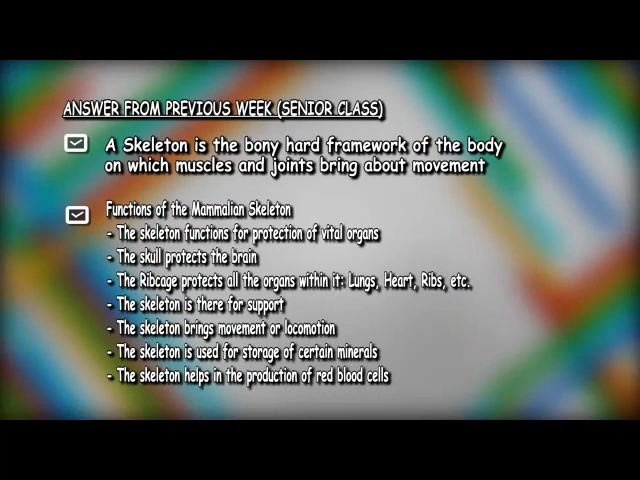 ANSWER FROM PREVIOUS WEEK (SENIOR CLASS)
A Skeleton is the bony hard framework of the body
on which muscles and joints bring about movement
Functions of the Mammalian Skeleton
- The skeleton functions for protection of vital organs
- The skull protects the brain
- The Ribcage protects all the organs within it: Lungs, Heart, Ribs, etc.
- The skeleton is there for support
- The skeleton brings movement or locomotion
- The skeleton is used for storage of certain minerals
- The skeleton helps in the production of red blood cells